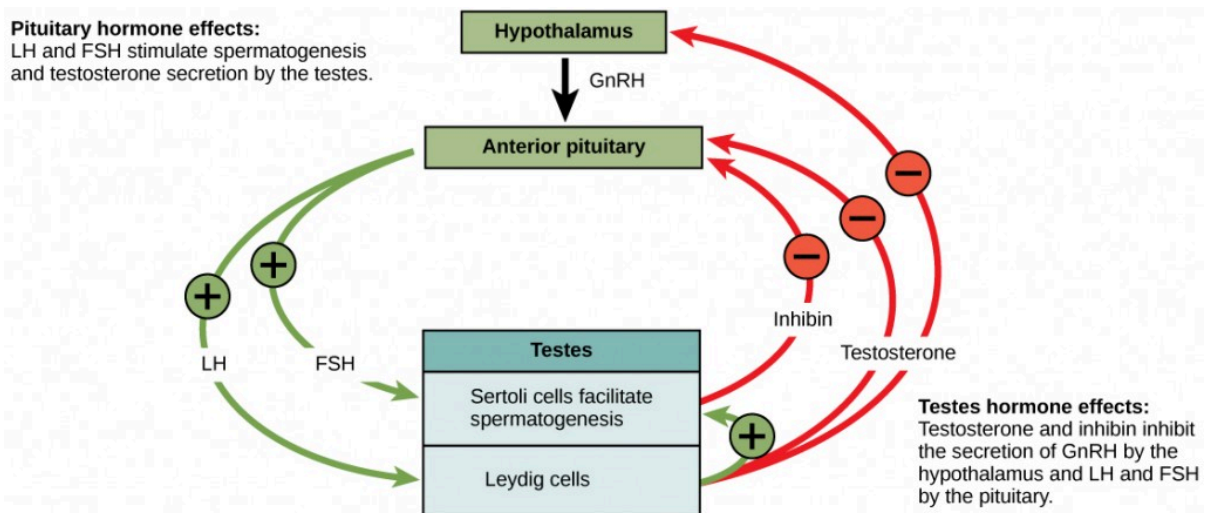 Pituitary hormone effects:
LH and FSH stimulate spermatogenesis
and testosterone secretion by the testes.
Hypothalamus
GnRH
Anterior pituitary
+
+
−
−
−
LH
FSH
Inhibin
Testosterone
Testes
Sertoli cells facilitate
spermatogenesis
+
Leydig cells
Testes hormone effects:
Testosterone and inhibin inhibit
the secretion of GnRH by the
hypothalamus and LH and FSH
by the pituitary.